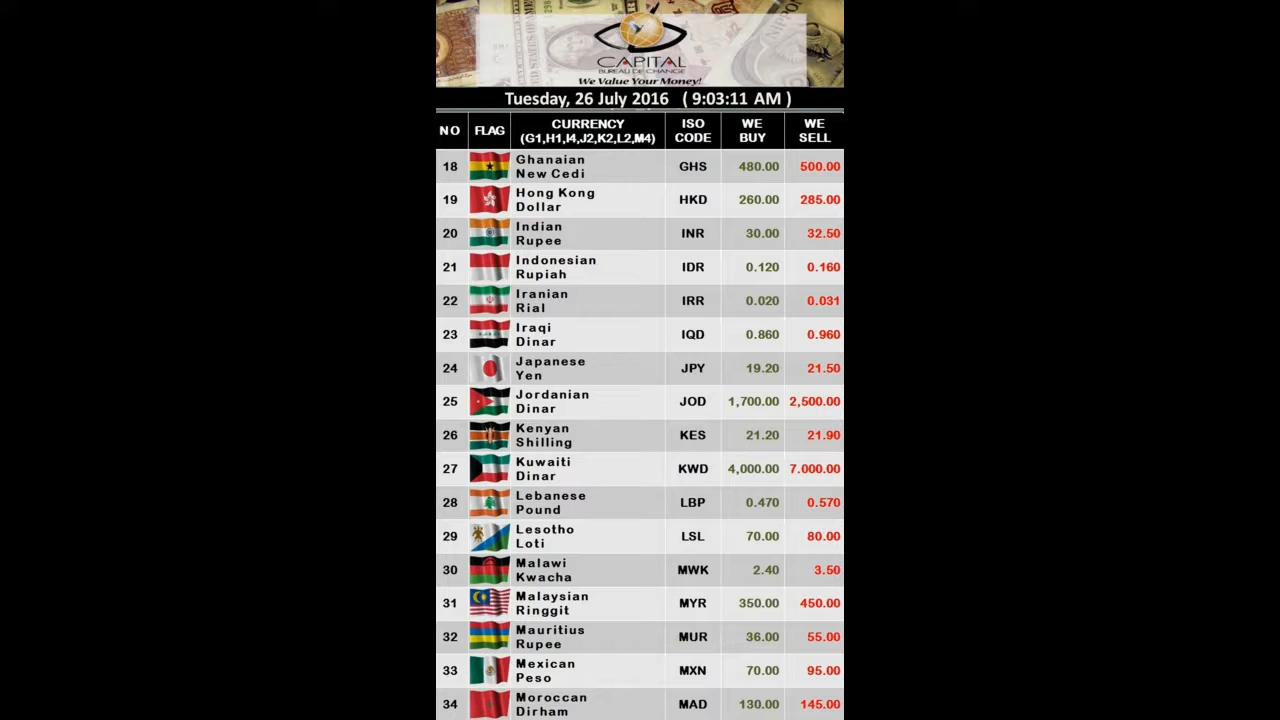 CAPITAL
BUREAU DE CHANGE
We Value Your Money!
Tuesday, 26 July 2016 ( 9:03:11 AM )
NO FLAG CURRENCY (G1,H1,I4,J2,K2,L2,M4) ISO CODE WE BUY WE SELL
18 Ghanaian New Cedi GHS 480.00 500.00
19 Hong Kong Dollar HKD 260.00 285.00
20 Indian Rupee INR 30.00 32.50
21 Indonesian Rupiah IDR 0.120 0.160
22 Iranian Rial IRR 0.020 0.031
23 Iraqi Dinar IQD 0.860 0.960
24 Japanese Yen JPY 19.20 21.50
25 Jordanian Dinar JOD 1,700.00 2,500.00
26 Kenyan Shilling KES 21.20 21.90
27 Kuwaiti Dinar KWD 4,000.00 7.000.00
28 Lebanese Pound LBP 0.470 0.570
29 Lesotho Loti LSL 70.00 80.00
30 Malawi Kwacha MWK 2.40 3.50
31 Malaysian Ringgit MYR 350.00 450.00
32 Mauritius Rupee MUR 36.00 55.00
33 Mexican Peso MXN 70.00 95.00
34 Moroccan Dirham MAD 130.00 145.00